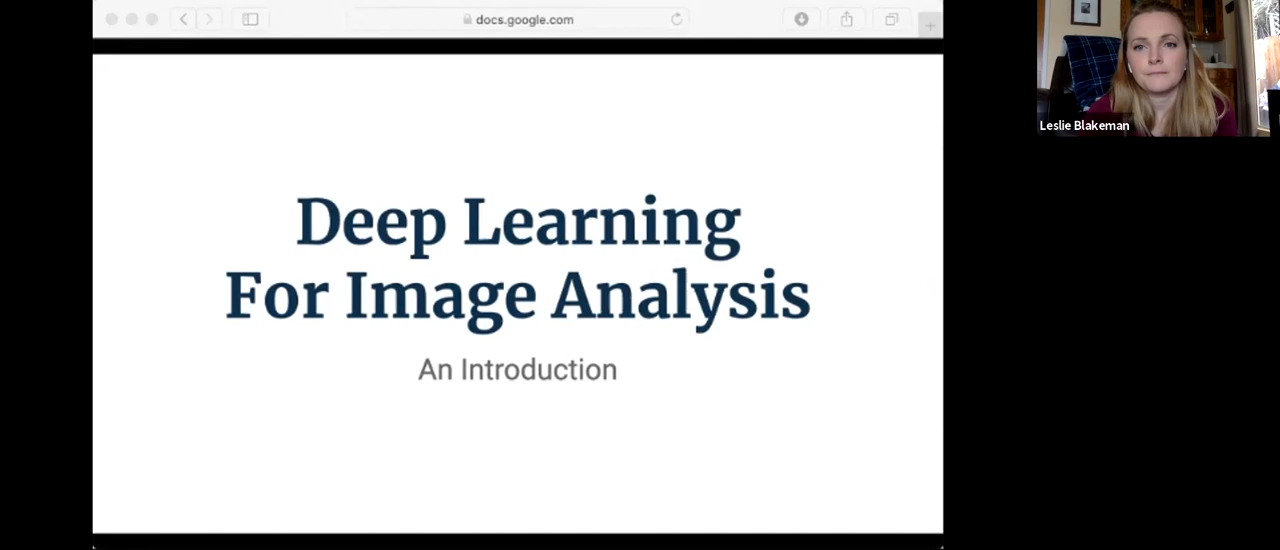 docs.google.com
Deep Learning
For Image Analysis
An Introduction
Leslie Blakeman